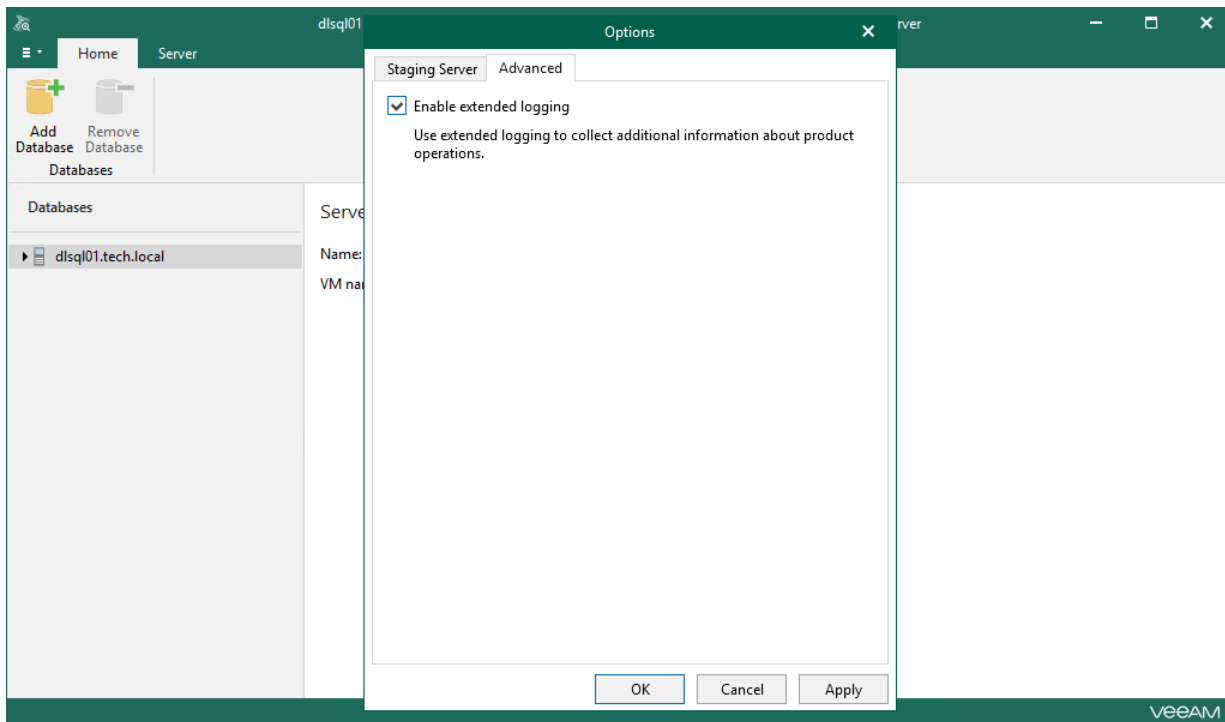 dlsql01
Options
rver
Home
Server
Add
Database
Remove
Database
Databases
Databases
dlsql01.tech.local
Serve
Name:
VM nar
Staging Server
Advanced
Enable extended logging
Use extended logging to collect additional information about product
operations.
OK
Cancel
Apply
veeam